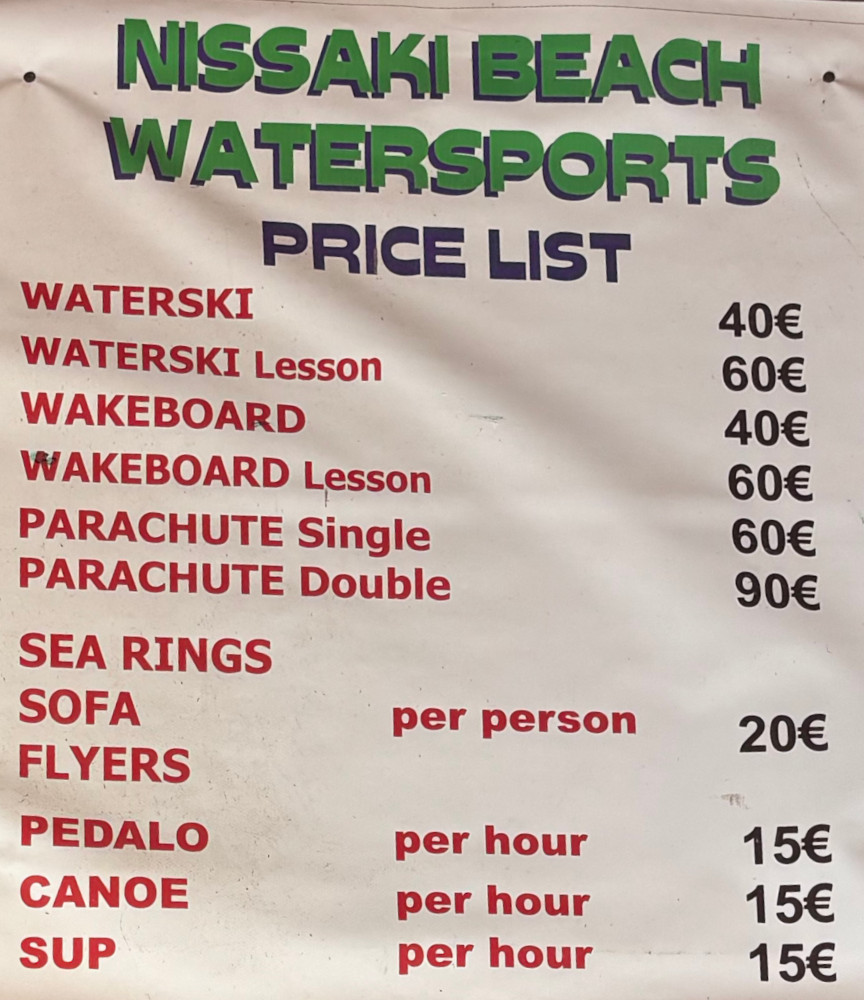 NISSAKI BEACH
WATERSPORTS
PRICE LIST
WATERSKI 40€
WATERSKI Lesson 60€
WAKEBOARD 40€
WAKEBOARD Lesson 60€
PARACHUTE Single 60€
PARACHUTE Double 90€
SEA RINGS
SOFA per person 20€
FLYERS
PEDALO per hour 15€
CANOE per hour 15€
SUP per hour 15€